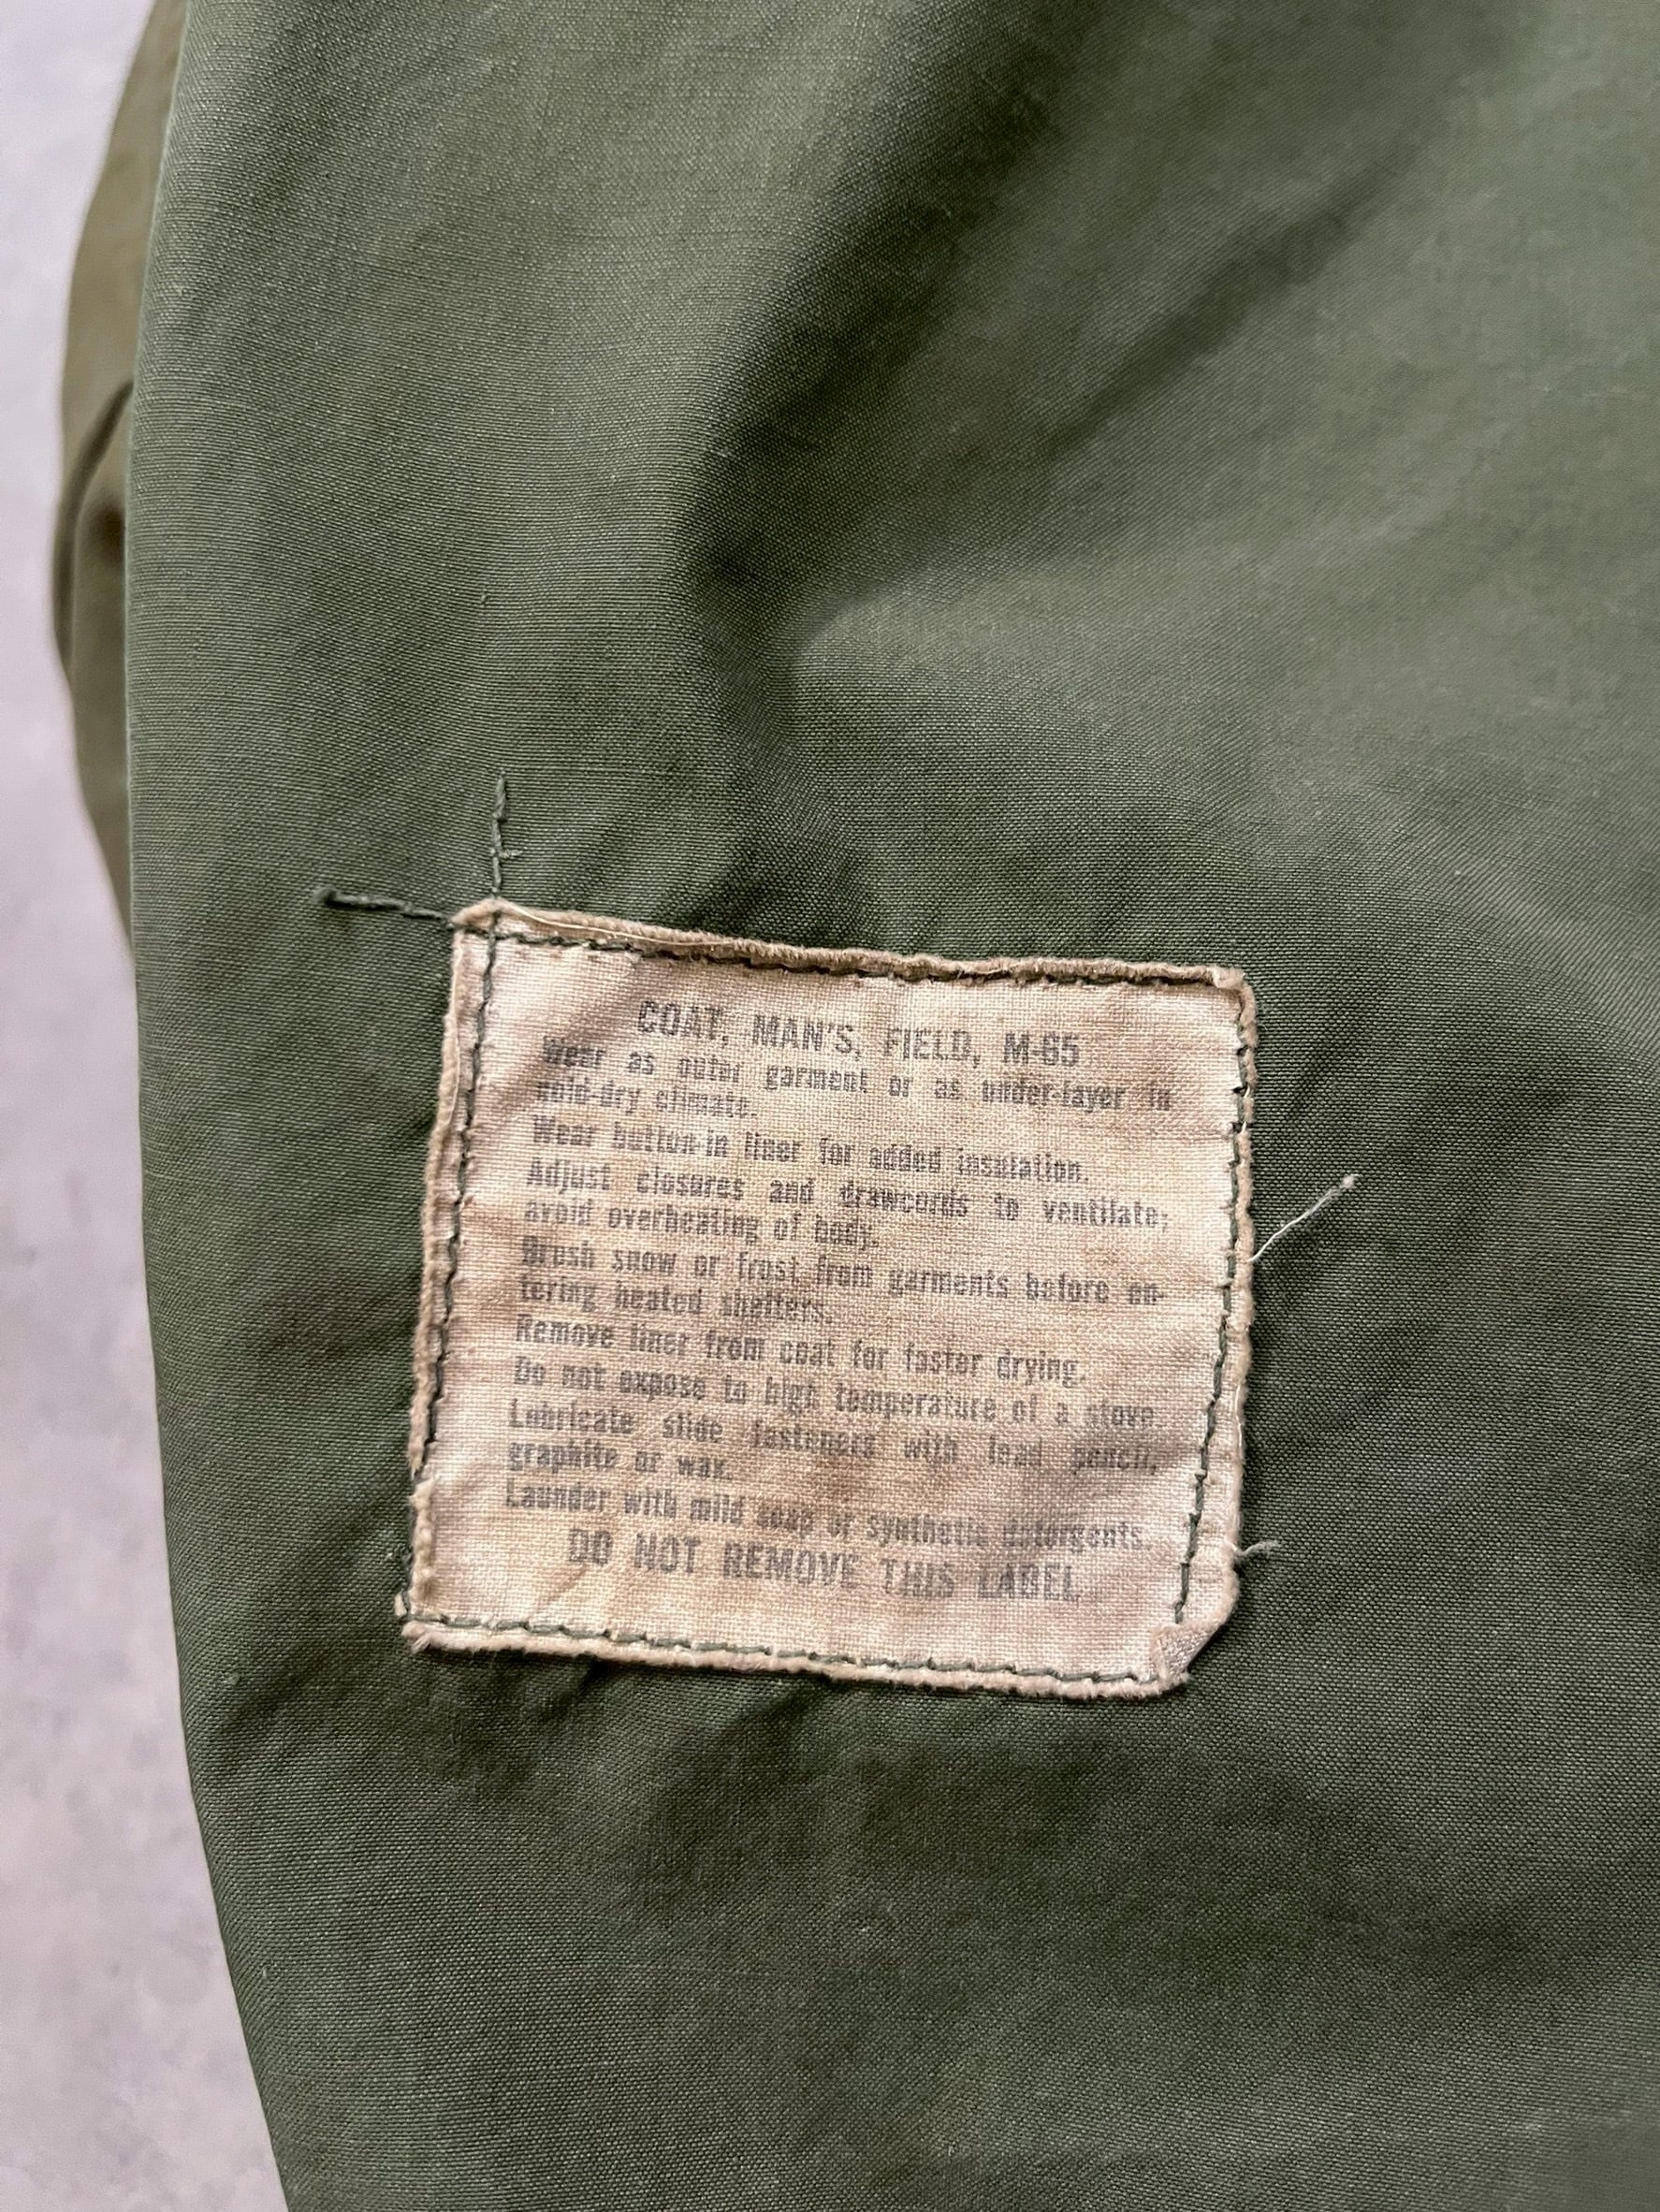 COAT, MAN'S, FIELD, M-65
Wear as outer garment or as under-layer in
cold-dry climate.
Wear button-in liner for added insulation.
Adjust closures and drawcords to ventilate;
avoid overheating of body.
Brush snow or frost from garments before en-
tering heated shelters.
Remove liner from coat for faster drying.
Do not expose to high temperature of a stove.
Lubricate slide fasteners with lead pencil,
graphite or wax.
Launder with mild soap or synthetic detergents.
DO NOT REMOVE THIS LABEL